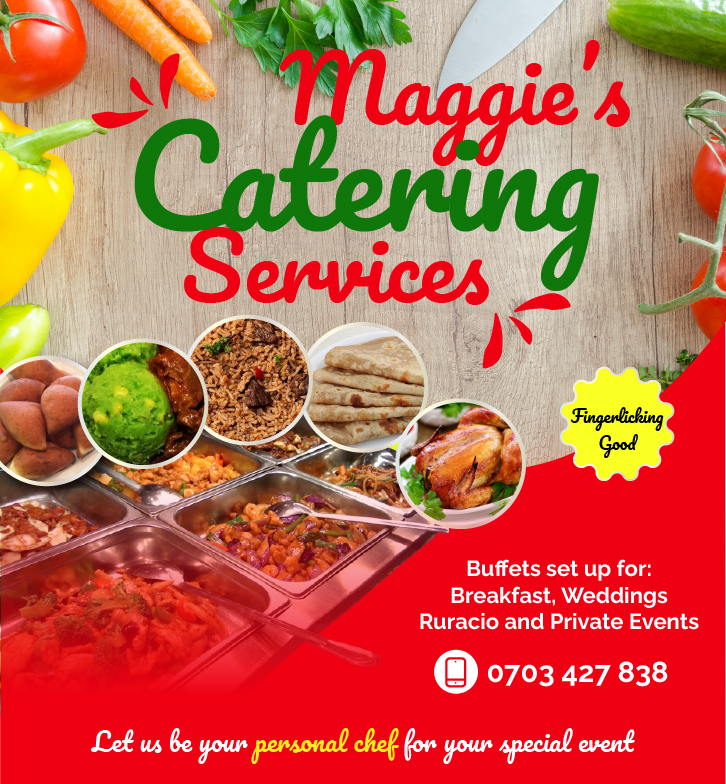 Maggie's
Catering
Services
Fingerlicking
Good
Buffets set up for:
Breakfast, Weddings
Ruracio and Private Events
0703 427 838
Let us be your personal chef for your special event